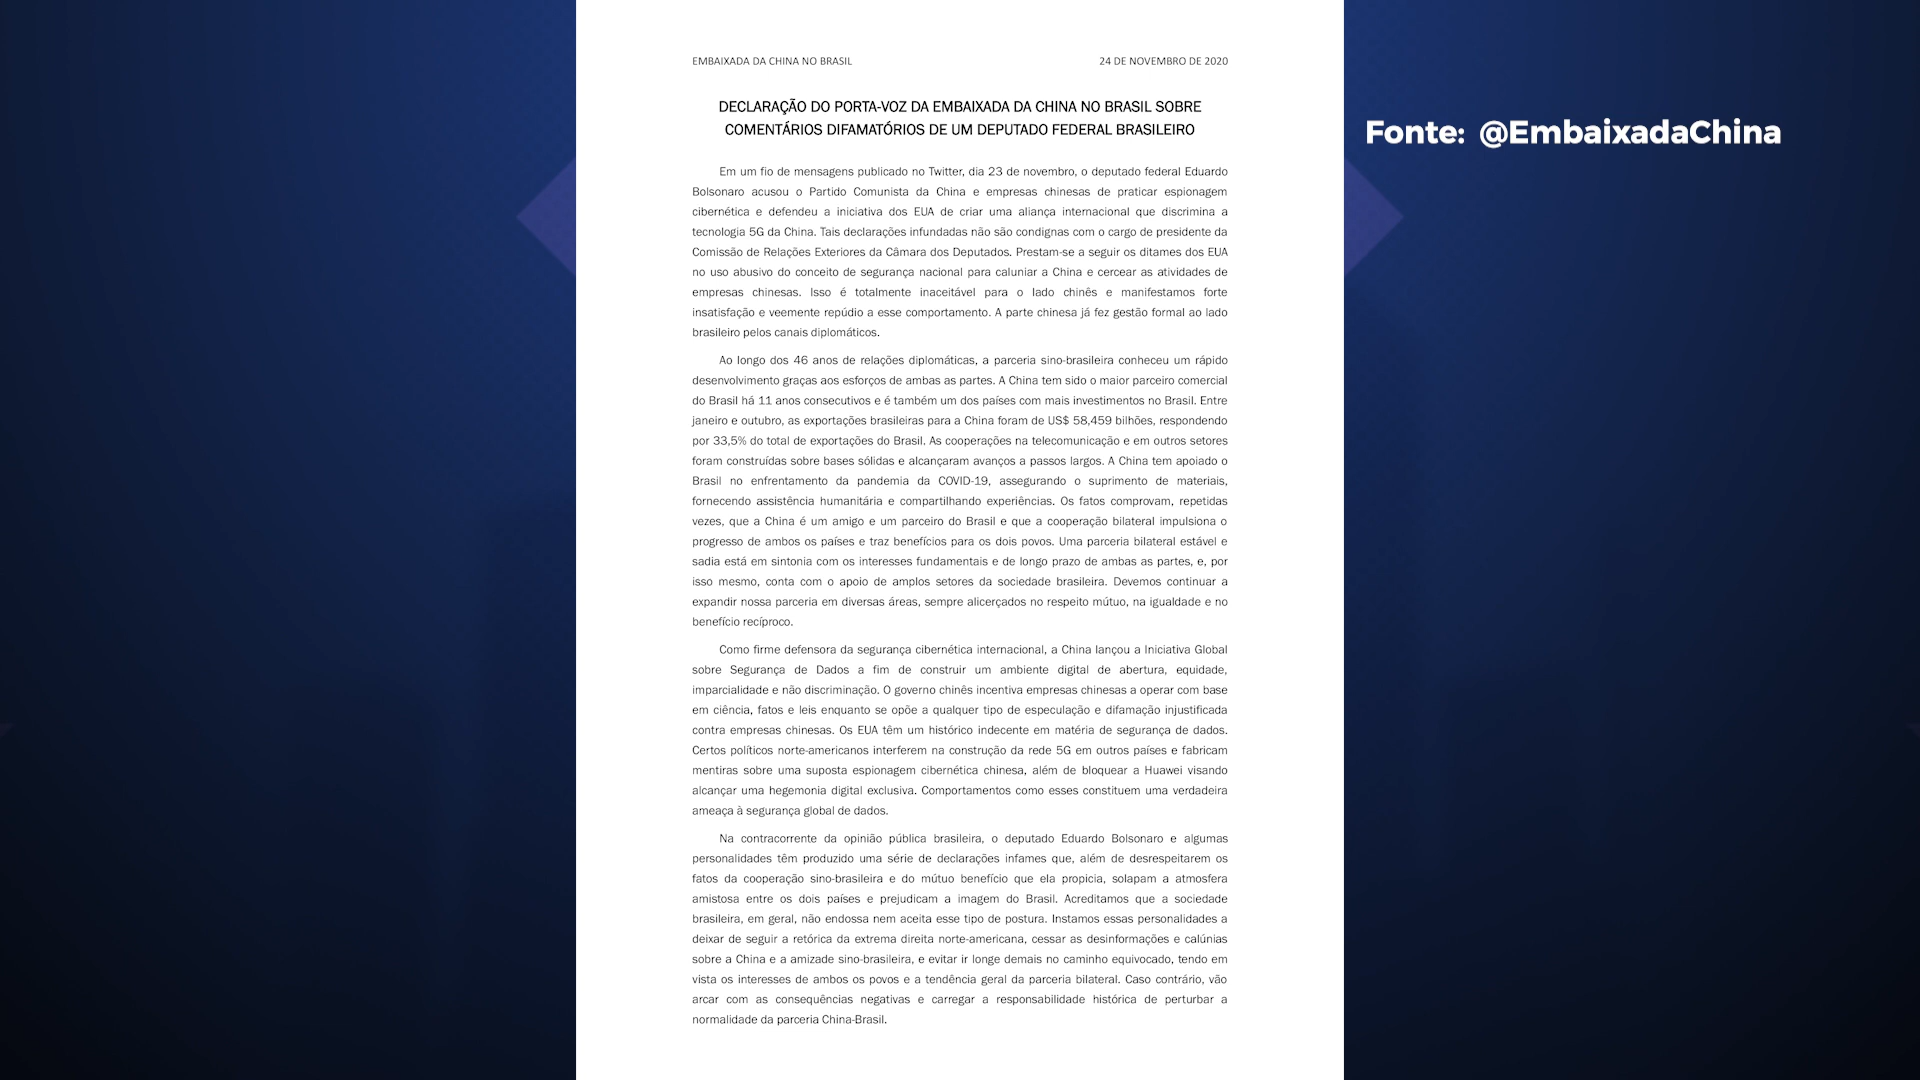 EMBAIXADA DA CHINA NO BRASIL
24 DE NOVEMBRO DE 2020
DECLARAÇÃO DO PORTA-VOZ DA EMBAIXADA DA CHINA NO BRASIL SOBRE
COMENTÁRIOS DIFAMATÓRIOS DE UM DEPUTADO FEDERAL BRASILEIRO
Fonte: @EmbaixadaChina
Em um fio de mensagens publicado no Twitter, dia 23 de novembro, o deputado federal Eduardo
Bolsonaro acusou o Partido Comunista da China e empresas chinesas de praticar espionagem
cibernética e defendeu a iniciativa dos EUA de criar uma aliança internacional que discrimina a
tecnologia 5G da China. Tais declarações infundadas não são condignas com o cargo de presidente da
Comissão de Relações Exteriores da Câmara dos Deputados. Prestam-se a seguir os ditames dos EUA
no uso abusivo do conceito de segurança nacional para caluniar a China e cercear as atividades de
empresas chinesas. Isso é totalmente inaceitável para o lado chinês e manifestamos forte
insatisfação e veemente repúdio a esse comportamento. A parte chinesa já fez gestão formal ao lado
brasileiro pelos canais diplomáticos.
Ao longo dos 46 anos de relações diplomáticas, a parceria sino-brasileira conheceu um rápido
desenvolvimento graças aos esforços de ambas as partes. A China tem sido o maior parceiro comercial
do Brasil há 11 anos consecutivos e é também um dos países com mais investimentos no Brasil. Entre
janeiro e outubro, as exportações brasileiras para a China foram de US$ 58,459 bilhões, respondendo
por 33,5% do total de exportações do Brasil. As cooperações na telecomunicação e em outros setores
foram construídas sobre bases sólidas e alcançaram avanços a passos largos. A China tem apoiado o
Brasil no enfrentamento da pandemia da COVID-19, assegurando o suprimento de materiais,
fornecendo assistência humanitária e compartilhando experiências. Os fatos comprovam, repetidas
vezes, que a China é um amigo e um parceiro do Brasil e que a cooperação bilateral impulsiona o
progresso de ambos os países e traz benefícios para os dois povos. Uma parceria bilateral estável e
sadia está em sintonia com os interesses fundamentais e de longo prazo de ambas as partes, e, por
isso mesmo, conta com o apoio de amplos setores da sociedade brasileira. Devemos continuar a
expandir nossa parceria em diversas áreas, sempre alicerçados no respeito mútuo, na igualdade e no
benefício recíproco.
Como firme defensora da segurança cibernética internacional, a China lançou a Iniciativa Global
sobre Segurança de Dados a fim de construir um ambiente digital de abertura, equidade,
imparcialidade e não discriminação. O governo chinês incentiva empresas chinesas a operar com base
em ciência, fatos e leis enquanto se opõe a qualquer tipo de especulação e difamação injustificada
contra empresas chinesas. Os EUA têm um histórico indecente em matéria de segurança de dados.
Certos políticos norte-americanos interferem na construção da rede 5G em outros países e fabricam
mentiras sobre uma suposta espionagem cibernética chinesa, além de bloquear a Huawei visando
alcançar uma hegemonia digital exclusiva. Comportamentos como esses constituem uma verdadeira
ameaça à segurança global de dados.
Na contracorrente da opinião pública brasileira, o deputado Eduardo Bolsonaro e algumas
personalidades têm produzido uma série de declarações infames que, além de desrespeitarem os
fatos da cooperação sino-brasileira e do mútuo benefício que ela propicia, solapam a atmosfera
amistosa entre os dois países e prejudicam a imagem do Brasil. Acreditamos que a sociedade
brasileira, em geral, não endossa nem aceita esse tipo de postura. Instamos essas personalidades a
deixar de seguir a retórica da extrema direita norte-americana, cessar as desinformações e calúnias
sobre a China e a amizade sino-brasileira, e evitar ir longe demais no caminho equivocado, tendo em
vista os interesses de ambos os povos e a tendência geral da parceria bilateral. Caso contrário, vão
arcar com as consequências negativas e carregar a responsabilidade histórica de perturbar a
normalidade da parceria China-Brasil.